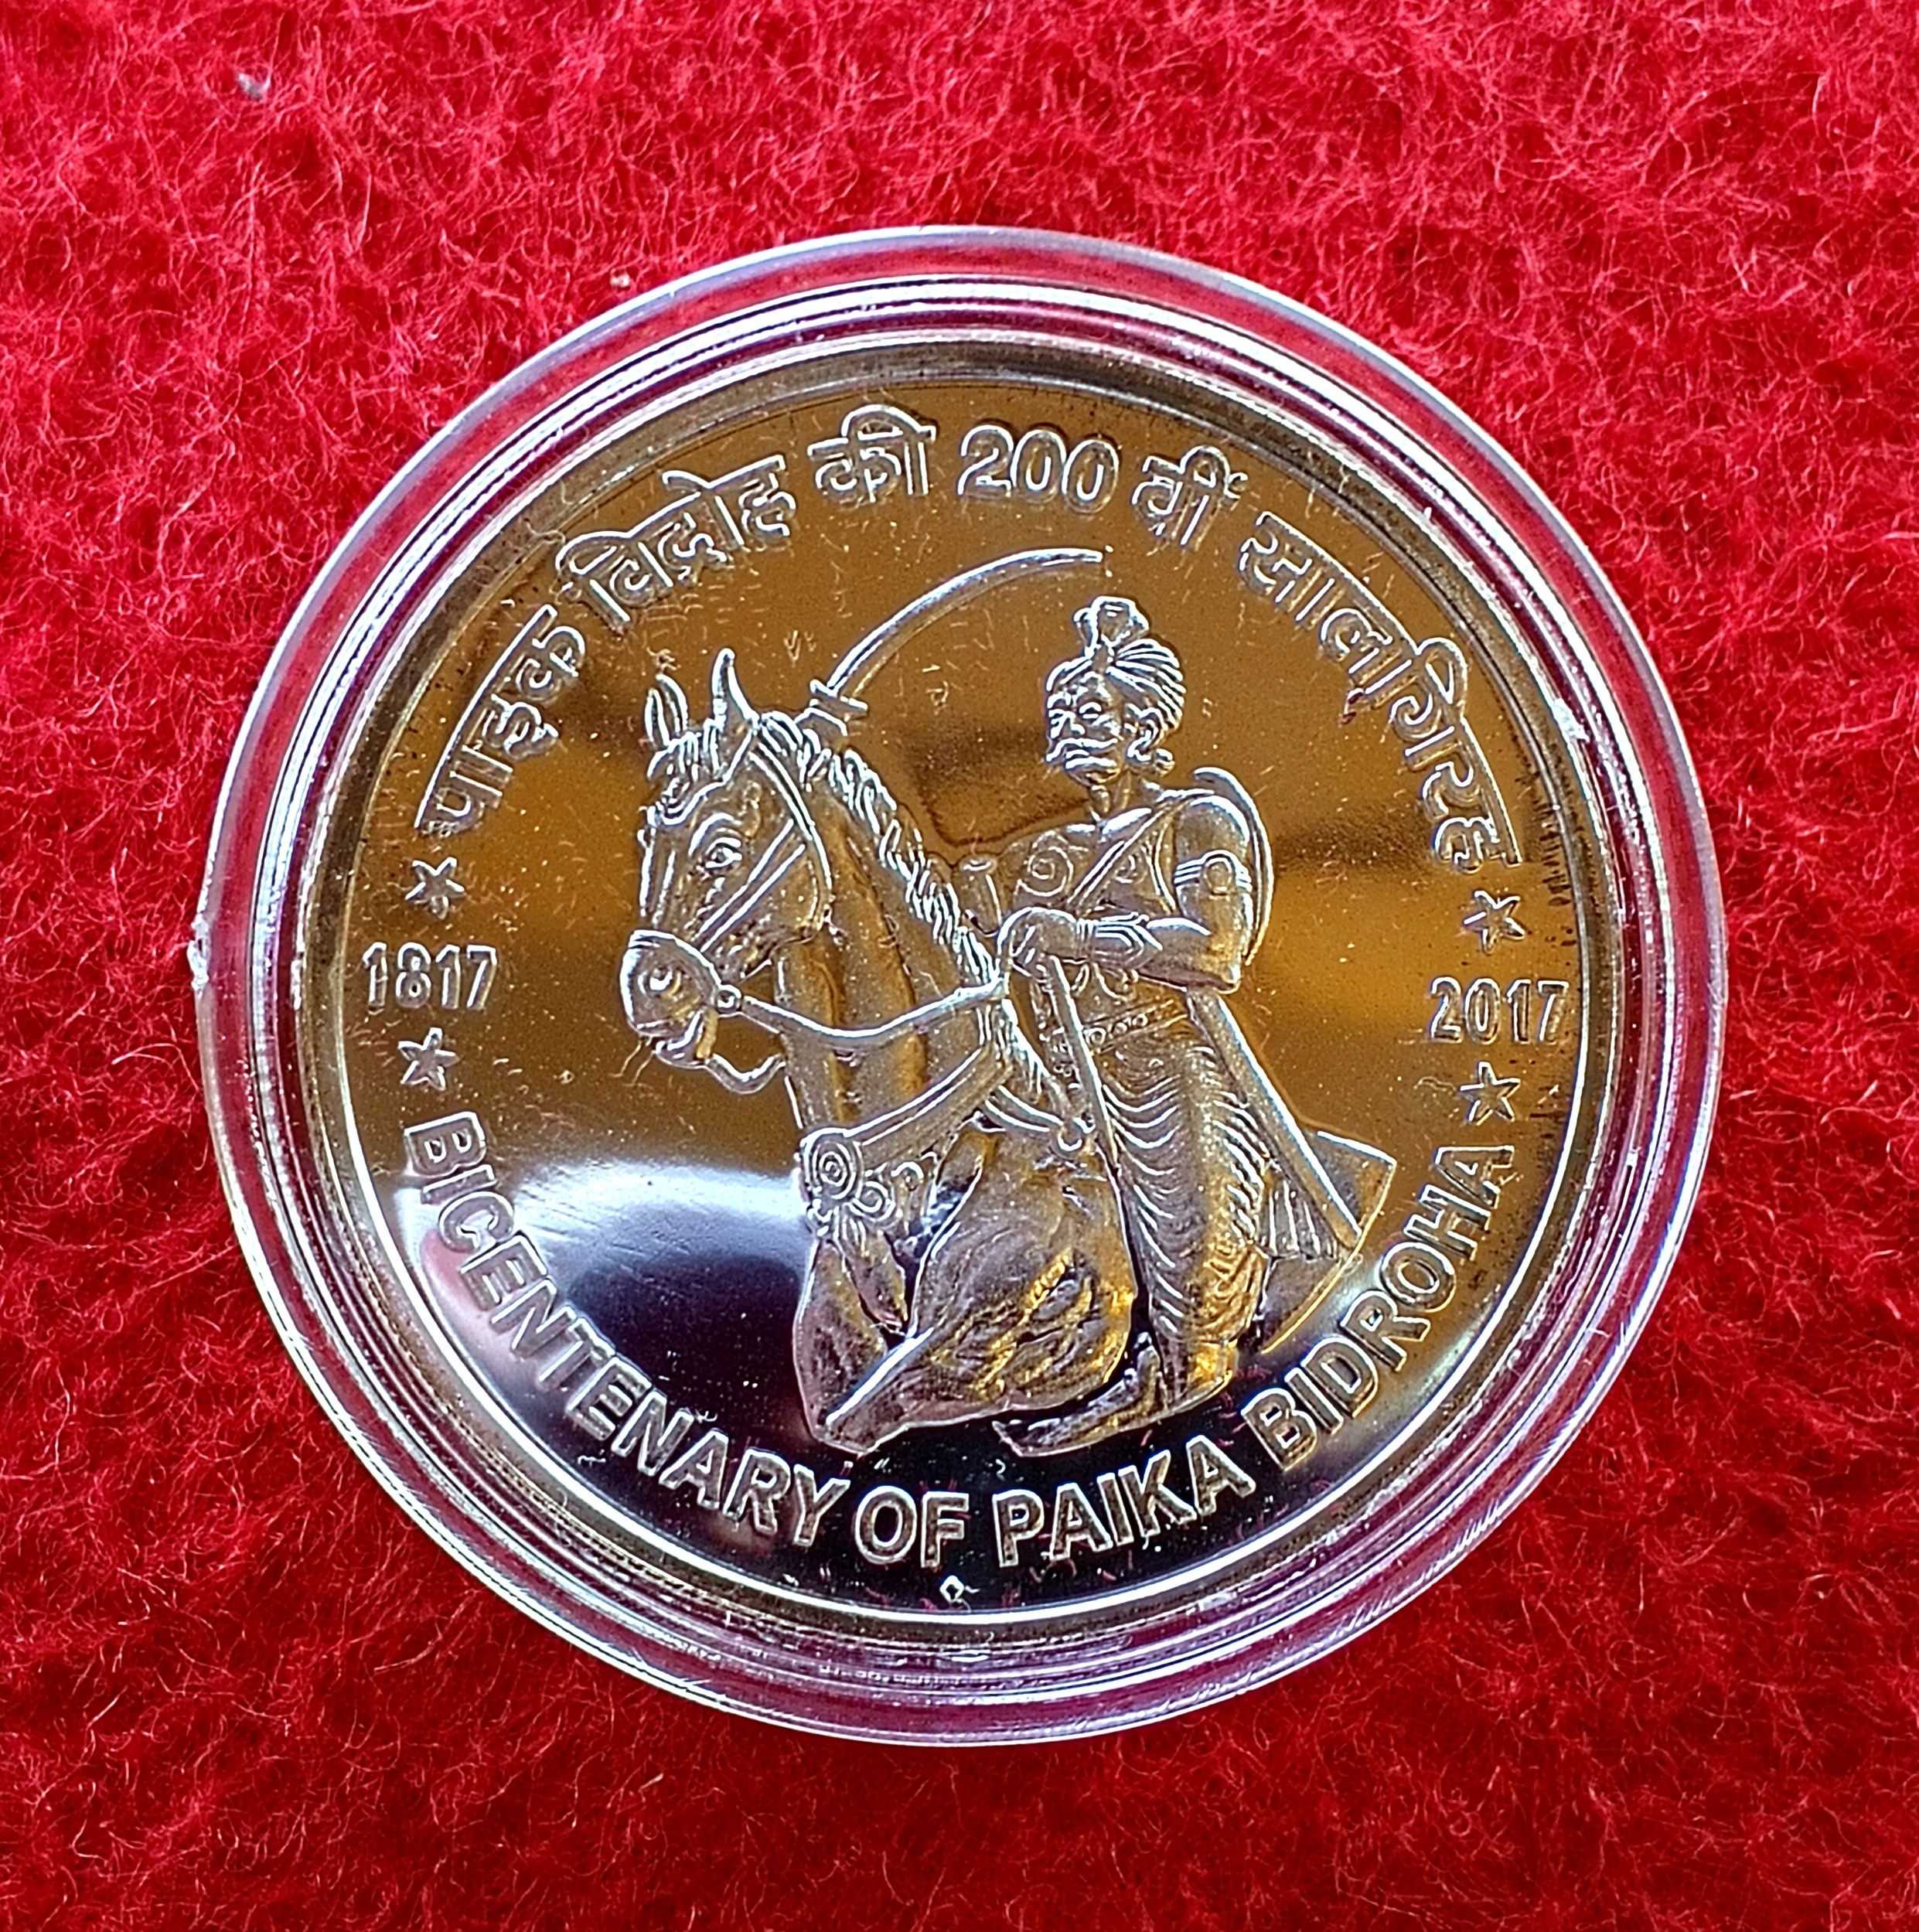 पाइक विद्रोह की 200 वीं सालगिरह
1817
2017
BICENTENARY OF PAIKA BIDROHA